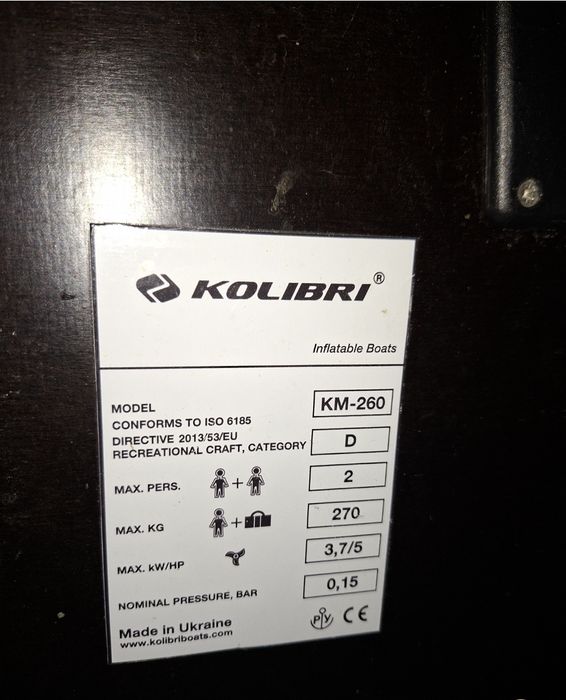 KOLIBRI®
Inflatable Boats
MODEL KM-260
CONFORMS TO ISO 6185
DIRECTIVE 2013/53/EU
RECREATIONAL CRAFT, CATEGORY D
MAX. PERS. + 2
MAX. KG + 270
MAX. kW/HP 3,7/5
NOMINAL PRESSURE, BAR 0,15
Made in Ukraine
www.kolibriboats.com
РУ CE